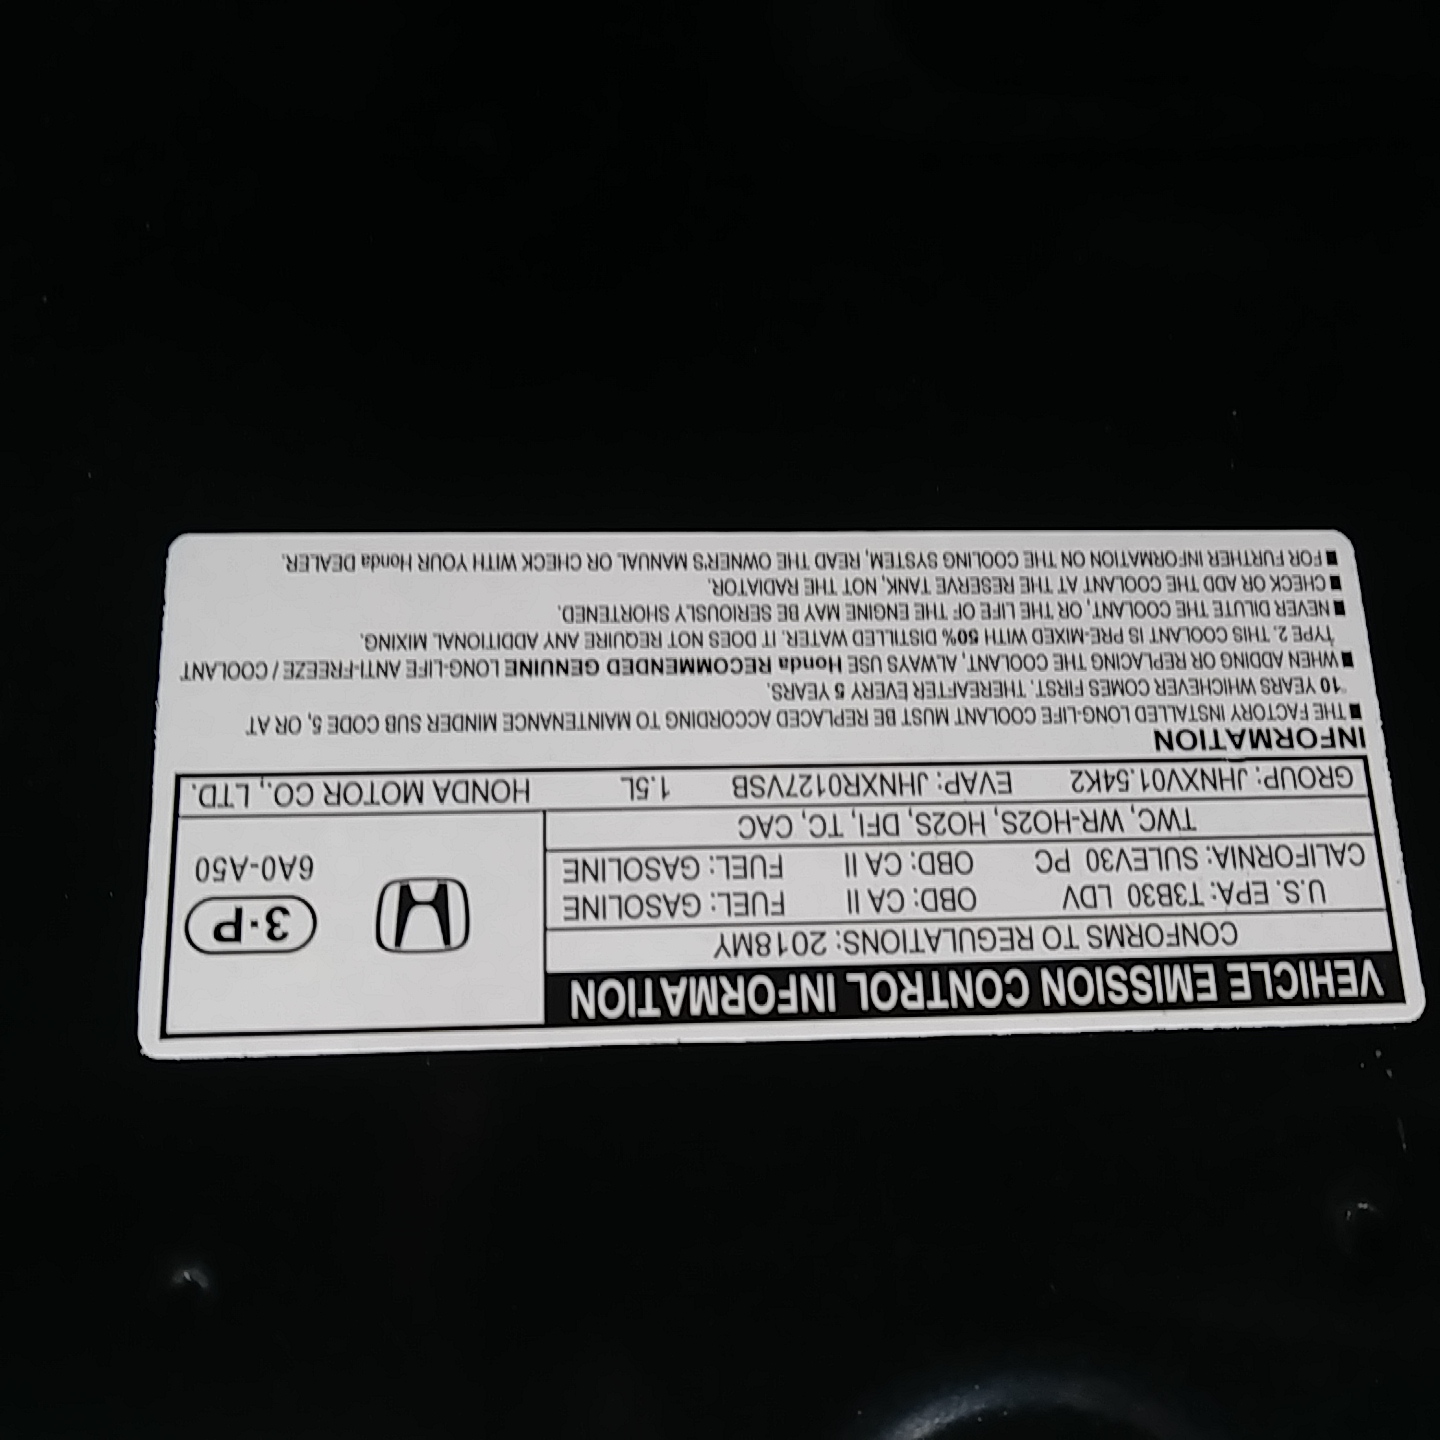 VEHICLE EMISSION CONTROL INFORMATION
CONFORMS TO REGULATIONS: 2018MY
U.S. EPA: T3B30 LDV OBD: CA II FUEL: GASOLINE
CALIFORNIA: SULEV30 PC OBD: CA II FUEL: GASOLINE
TWC, WR-HO2S, HO2S, DFI, TC, CAC
3-P
6A0-A50
GROUP: JHNXV01.54K2 EVAP: JHNXR0127VSB 1.5L HONDA MOTOR CO., LTD.
INFORMATION
■ THE FACTORY INSTALLED LONG-LIFE COOLANT MUST BE REPLACED ACCORDING TO MAINTENANCE MINDER SUB CODE 5, OR AT
10 YEARS WHICHEVER COMES FIRST. THEREAFTER EVERY 5 YEARS.
■ WHEN ADDING OR REPLACING THE COOLANT, ALWAYS USE Honda RECOMMENDED GENUINE LONG-LIFE ANTI-FREEZE / COOLANT
TYPE 2. THIS COOLANT IS PRE-MIXED WITH 50% DISTILLED WATER. IT DOES NOT REQUIRE ANY ADDITIONAL MIXING.
■ NEVER DILUTE THE COOLANT, OR THE LIFE OF THE ENGINE MAY BE SERIOUSLY SHORTENED.
■ CHECK OR ADD THE COOLANT AT THE RESERVE TANK, NOT THE RADIATOR.
■ FOR FURTHER INFORMATION ON THE COOLING SYSTEM, READ THE OWNER'S MANUAL OR CHECK WITH YOUR Honda DEALER.